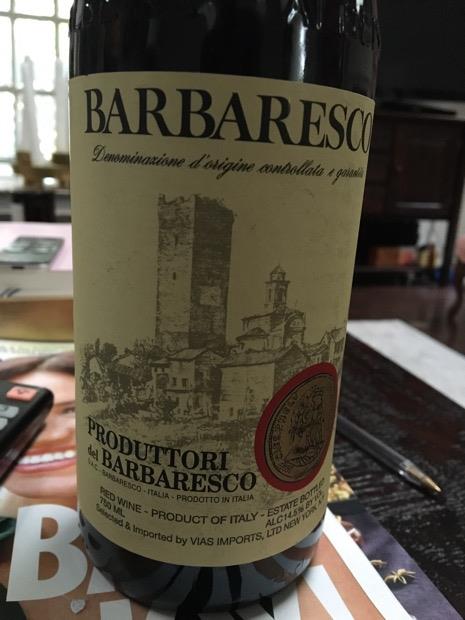 BARBARESCO
Denominazione d'origine controllata e garantita
PRODUTTORI
del BARBARESCO
s.a.c. - BARBARESCO - ITALIA - PRODOTTO IN ITALIA
RED WINE - PRODUCT OF ITALY - ESTATE BOTTLED
750 ML ALC 14.5% BY VOL.
Selected & Imported by VIAS IMPORTS, LTD NEW YORK, N.Y.
B